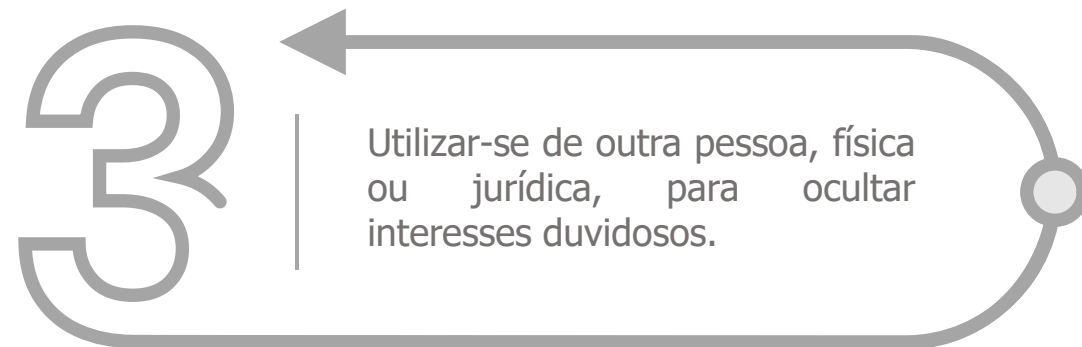 3
Utilizar-se de outra pessoa, física
ou jurídica, para ocultar
interesses duvidosos.